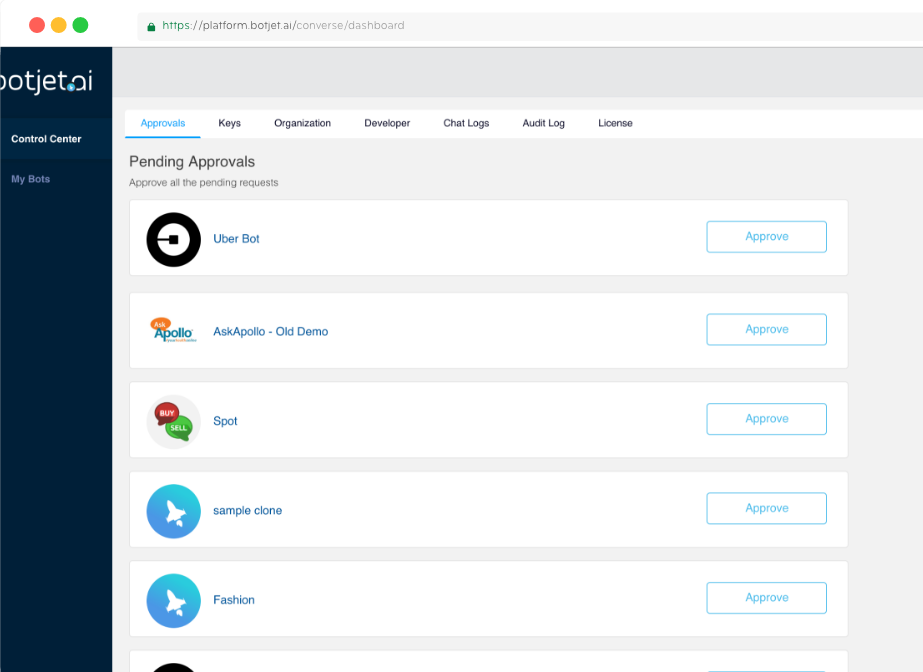 https://platform.botjet.ai/converse/dashboard
botjet.ai
Control Center
My Bots
Approvals Keys Organization Developer Chat Logs Audit Log License
Pending Approvals
Approve all the pending requests
Uber Bot Approve
Ask
Apollo
AskApollo - Old Demo Approve
BUY
SELL
Spot Approve
sample clone Approve
Fashion Approve